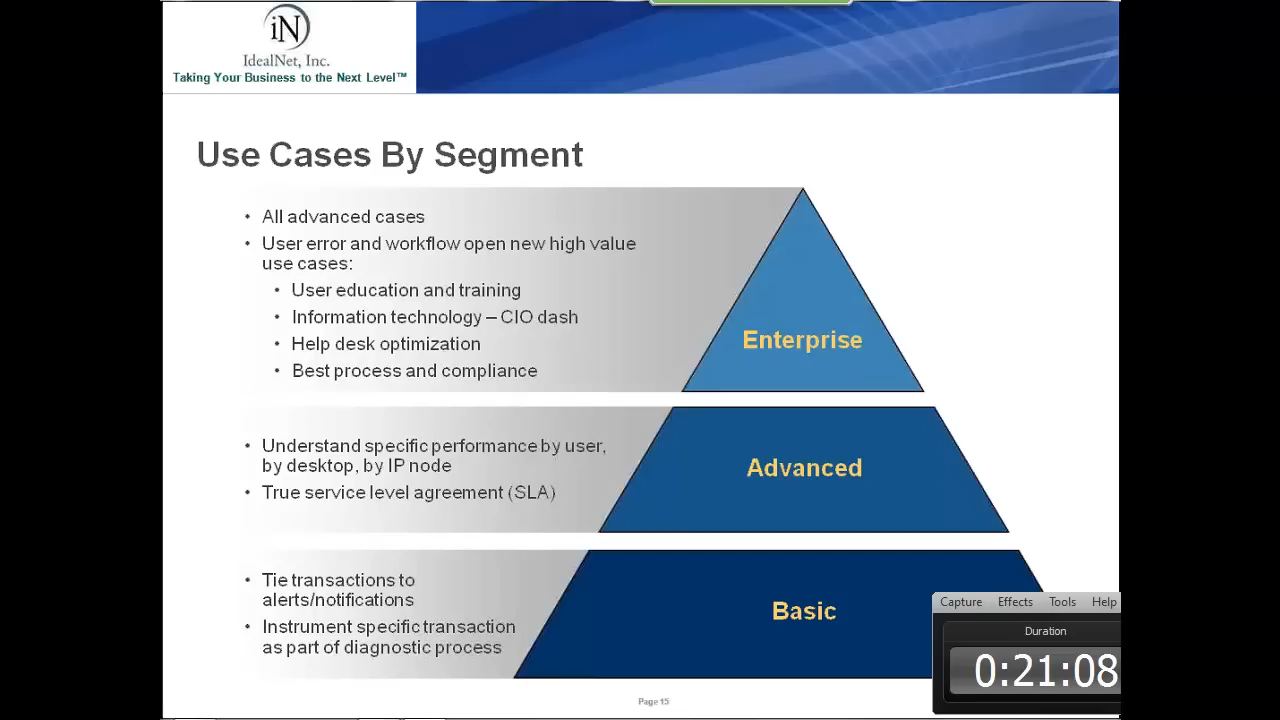 iN
IdealNet, Inc.
Taking Your Business to the Next Level™
Use Cases By Segment
• All advanced cases
• User error and workflow open new high value
use cases:
• User education and training
• Information technology – CIO dash
• Help desk optimization
• Best process and compliance
Enterprise
• Understand specific performance by user,
by desktop, by IP node
• True service level agreement (SLA)
Advanced
• Tie transactions to
alerts/notifications
• Instrument specific transaction
as part of diagnostic process
Basic
Capture Effects Tools Help
Duration
0:21:08
Page 15